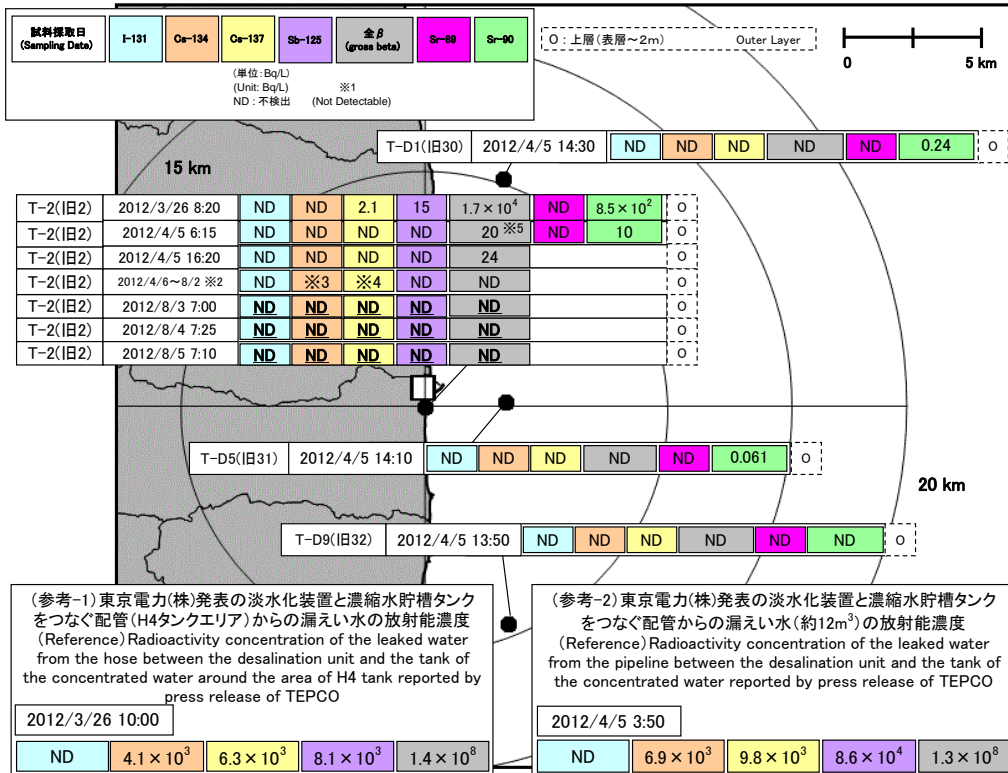 試料採取日 I-131 Cs-134 Cs-137 Sb-125 全β Sr-89 Sr-90
(Sampling Date) (gross beta)
(単位:Bq/L)
(Unit: Bq/L) ※1
ND:不検出 (Not Detectable)
○:上層(表層~2m) Outer Layer
0 5 km
T-D1(旧30) 2012/4/5 14:30 ND ND ND ND ND 0.24 ○
15 km
T-2(旧2) 2012/3/26 8:20 ND ND 2.1 15 1.7×10⁴ ND 8.5×10² ○
T-2(旧2) 2012/4/5 6:15 ND ND ND ND 20 ※5 ND 10 ○
T-2(旧2) 2012/4/5 16:20 ND ND ND ND 24 ○
T-2(旧2) 2012/4/6~8/2 ※2 ND ※3 ※4 ND ND ○
T-2(旧2) 2012/8/3 7:00 ND ND ND ND ND ○
T-2(旧2) 2012/8/4 7:25 ND ND ND ND ND ○
T-2(旧2) 2012/8/5 7:10 ND ND ND ND ND ○
T-D5(旧31) 2012/4/5 14:10 ND ND ND ND ND 0.061 ○
20 km
T-D9(旧32) 2012/4/5 13:50 ND ND ND ND ND ND ○
(参考-1)東京電力(株)発表の淡水化装置と濃縮水貯槽タンク
をつなぐ配管(H4タンクエリア)からの漏えい水の放射能濃度
(Reference) Radioactivity concentration of the leaked water
from the hose between the desalination unit and the tank of
the concentrated water around the area of H4 tank reported by
press release of TEPCO
2012/3/26 10:00
ND 4.1×10³ 6.3×10³ 8.1×10³ 1.4×10⁸
(参考-2)東京電力(株)発表の淡水化装置と濃縮水貯槽タンク
をつなぐ配管からの漏えい水(約12m³)の放射能濃度
(Reference) Radioactivity concentration of the leaked water
from the pipeline between the desalination unit and the tank of
the concentrated water reported by press release of TEPCO
2012/4/5 3:50
ND 6.9×10³ 9.8×10³ 8.6×10⁴ 1.3×10⁸